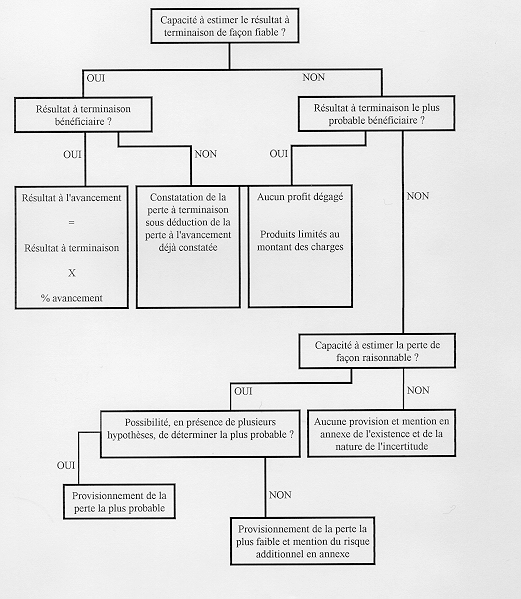 Capacité à estimer le résultat à
terminaison de façon fiable ?
OUI
NON
Résultat à terminaison
bénéficiaire ?
Résultat à terminaison le plus
probable bénéficiaire ?
OUI
NON
OUI
NON
Résultat à l'avancement
=
Résultat à terminaison
X
% avancement
Constatation de la
perte à terminaison
sous déduction de la
perte à l'avancement
déjà constatée
Aucun profit dégagé
Produits limités au
montant des charges
Capacité à estimer la perte de
façon raisonnable ?
OUI
NON
Possibilité, en présence de plusieurs
hypothèses, de déterminer la plus probable ?
Aucune provision et mention en
annexe de l'existence et de la
nature de l'incertitude
OUI
NON
Provisionnement de la
perte la plus probable
Provisionnement de la perte la
plus faible et mention du risque
additionnel en annexe